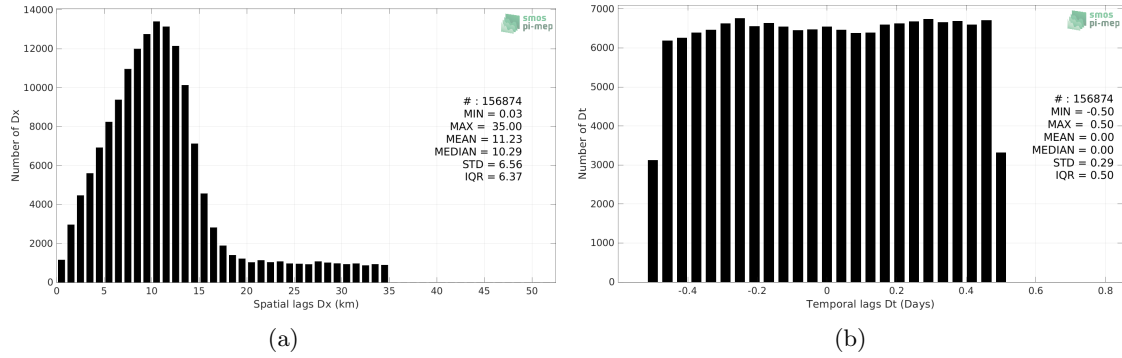 14000
12000
10000
8000
6000
4000
2000
0
Number of Dx
0 5 10 15 20 25 30 35 40 45 50
Spatial lags Dx (km)
smos
pi-mep
# : 156874
MIN = 0.03
MAX = 35.00
MEAN = 11.23
MEDIAN = 10.29
STD = 6.56
IQR = 6.37
(a)
7000
6000
5000
4000
3000
2000
1000
0
Number of Dt
-0.4 -0.2 0 0.2 0.4 0.6 0.8
Temporal lags Dt (Days)
smos
pi-mep
# : 156874
MIN = -0.50
MAX = 0.50
MEAN = 0.00
MEDIAN = 0.00
STD = 0.29
IQR = 0.50
(b)